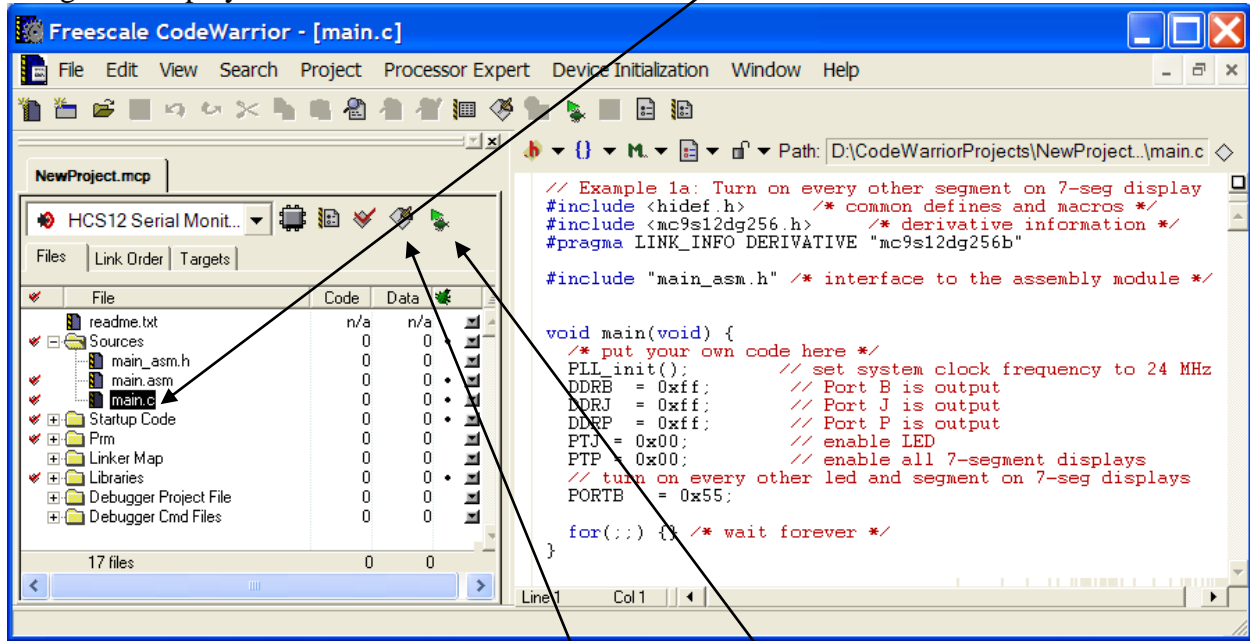 Freescale CodeWarrior - [main.c]
File Edit View Search Project Processor Expert Device Initialization Window Help
Path: D:\CodeWarriorProjects\NewProject...\main.c
NewProject.mcp
HCS12 Serial Monit...
Files Link Order Targets
File Code Data
readme.txt n/a n/a
Sources 0 0
main_asm.h 0 0
main.asm 0 0
main.c 0 0
Startup Code 0 0
Prm 0 0
Linker Map 0 0
Libraries 0 0
Debugger Project File 0 0
Debugger Cmd Files 0 0
17 files 0 0
// Example 1a: Turn on every other segment on 7-seg display
#include <hidef.h> /* common defines and macros */
#include <mc9s12dg256.h> /* derivative information */
#pragma LINK_INFO DERIVATIVE "mc9s12dg256b"
#include "main_asm.h" /* interface to the assembly module */
void main(void) {
/* put your own code here */
PLL_init(); // set system clock frequency to 24 MHz
DDRB = 0xff; // Port B is output
DDRJ = 0xff; // Port J is output
DDRP = 0xff; // Port P is output
PTJ = 0x00; // enable LED
PTP = 0x00; // enable all 7-segment displays
// turn on every other led and segment on 7-seg displays
PORTB = 0x55;
for(;;) {} /* wait forever */
}
Line 1 Col 1